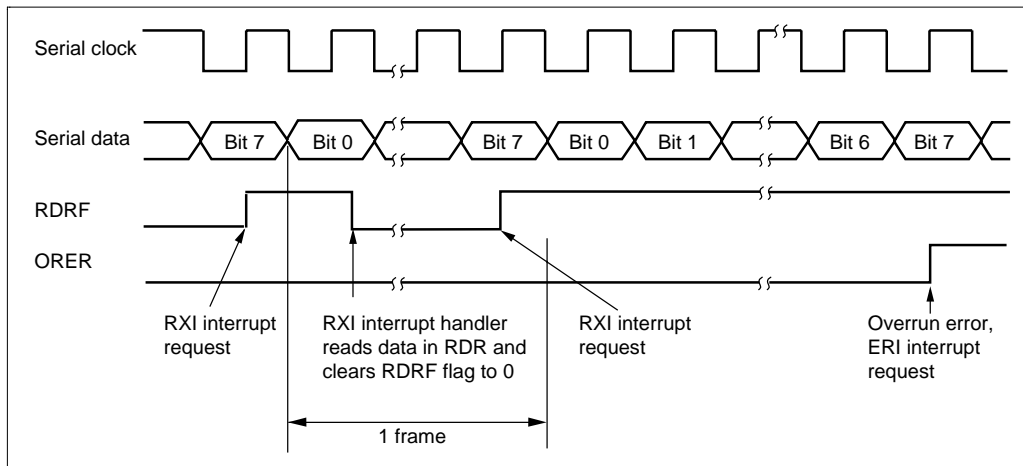 Serial clock
Serial data
Bit 7
Bit 0
Bit 7
Bit 0
Bit 1
Bit 6
Bit 7
RDRF
ORER
RXI interrupt
request
RXI interrupt handler
reads data in RDR and
clears RDRF flag to 0
RXI interrupt
request
Overrun error,
ERI interrupt
request
1 frame